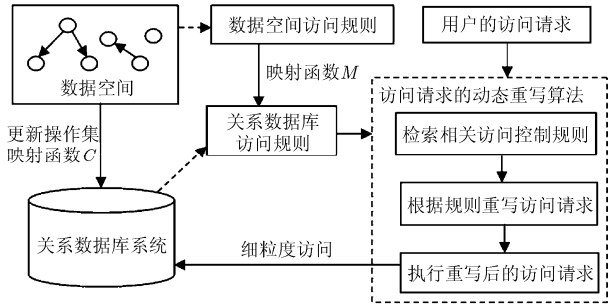 数据空间
数据空间访问规则
用户的访问请求
映射函数M
更新操作集
映射函数C
关系数据库
访问规则
访问请求的动态重写算法
检索相关访问控制规则
根据规则重写访问请求
执行重写后的访问请求
细粒度访问
关系数据库系统